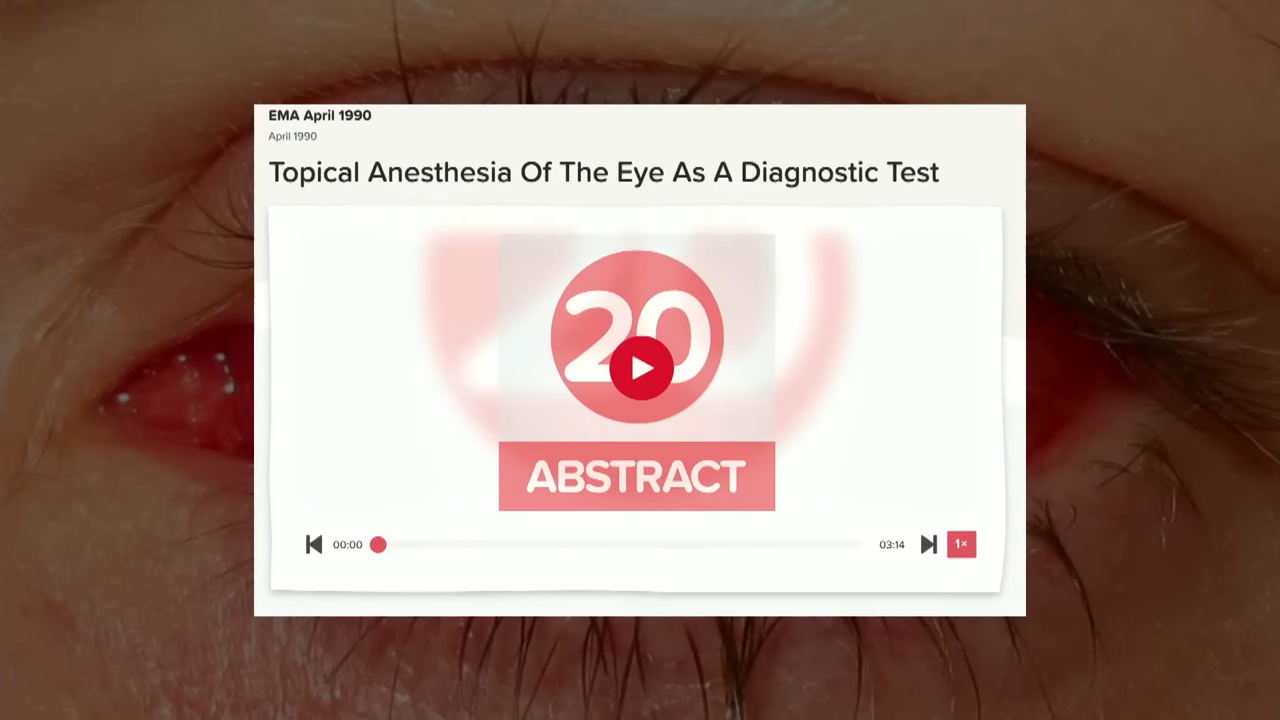 EMA April 1990
April 1990
Topical Anesthesia Of The Eye As A Diagnostic Test
20
ABSTRACT
00:00
03:14
1×